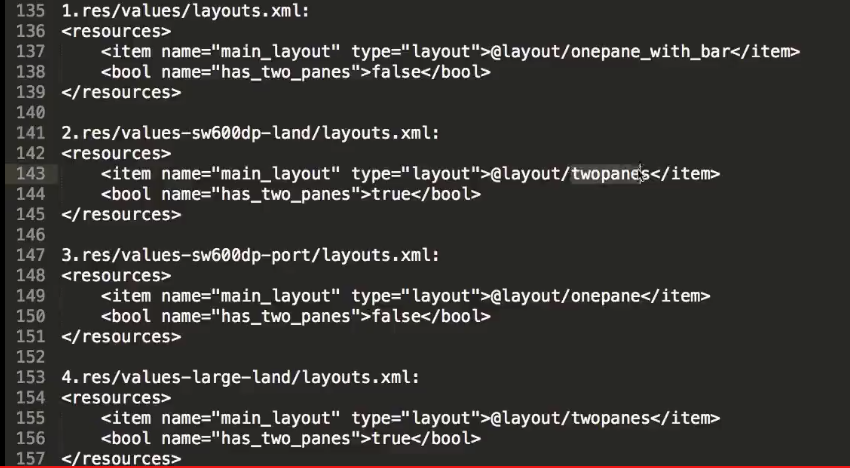 135 1.res/values/layouts.xml:
136 <resources>
137     <item name="main_layout" type="layout">@layout/onepane_with_bar</item>
138     <bool name="has_two_panes">false</bool>
139 </resources>
140
141 2.res/values-sw600dp-land/layouts.xml:
142 <resources>
143     <item name="main_layout" type="layout">@layout/twopanes</item>
144     <bool name="has_two_panes">true</bool>
145 </resources>
146
147 3.res/values-sw600dp-port/layouts.xml:
148 <resources>
149     <item name="main_layout" type="layout">@layout/onepane</item>
150     <bool name="has_two_panes">false</bool>
151 </resources>
152
153 4.res/values-large-land/layouts.xml:
154 <resources>
155     <item name="main_layout" type="layout">@layout/twopanes</item>
156     <bool name="has_two_panes">true</bool>
157 </resources>